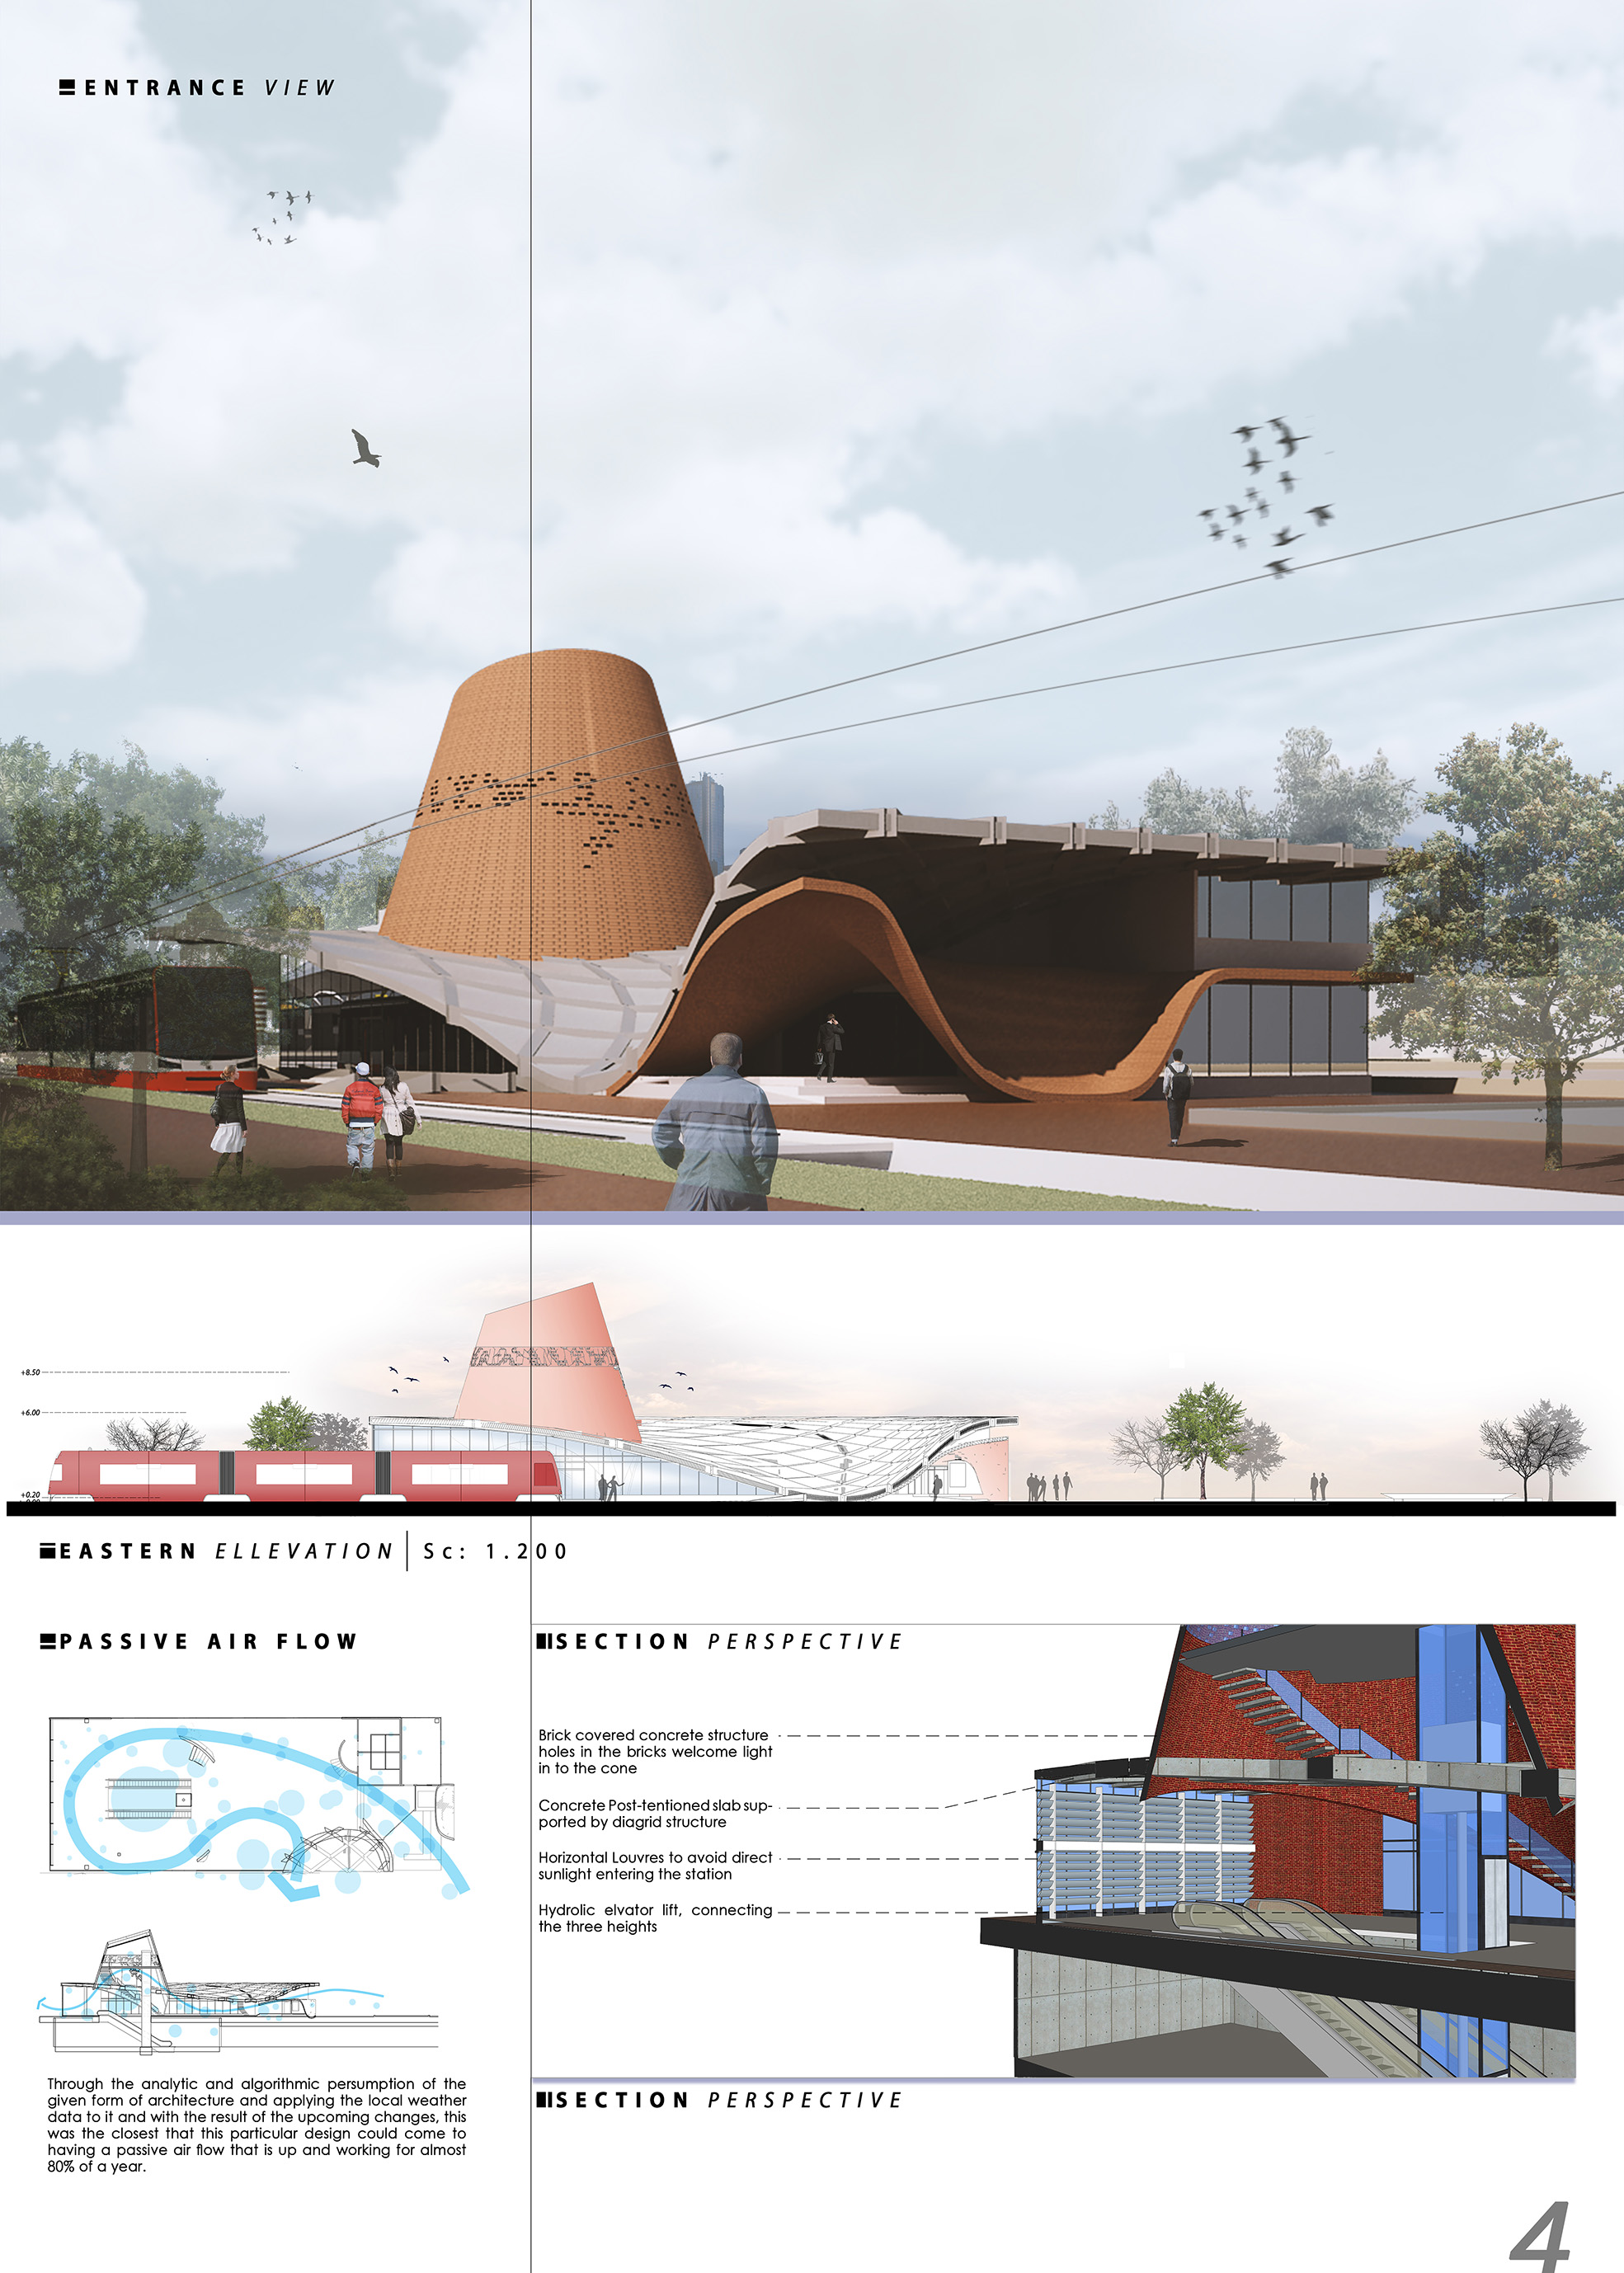 ENTRANCE VIEW
+8.50
+6.00
+0.20
EASTERN ELLEVATION | Sc: 1.200
PASSIVE AIR FLOW
SECTION PERSPECTIVE
Brick covered concrete structure
holes in the bricks welcome light
in to the cone
Concrete Post-tentioned slab sup-
ported by diagrid structure
Horizontal Louvres to avoid direct
sunlight entering the station
Hydrolic elvator lift, connecting
the three heights
Through the analytic and algorithmic persumption of the
given form of architecture and applying the local weather
data to it and with the result of the upcoming changes, this
was the closest that this particular design could come to
having a passive air flow that is up and working for almost
80% of a year.
SECTION PERSPECTIVE
4